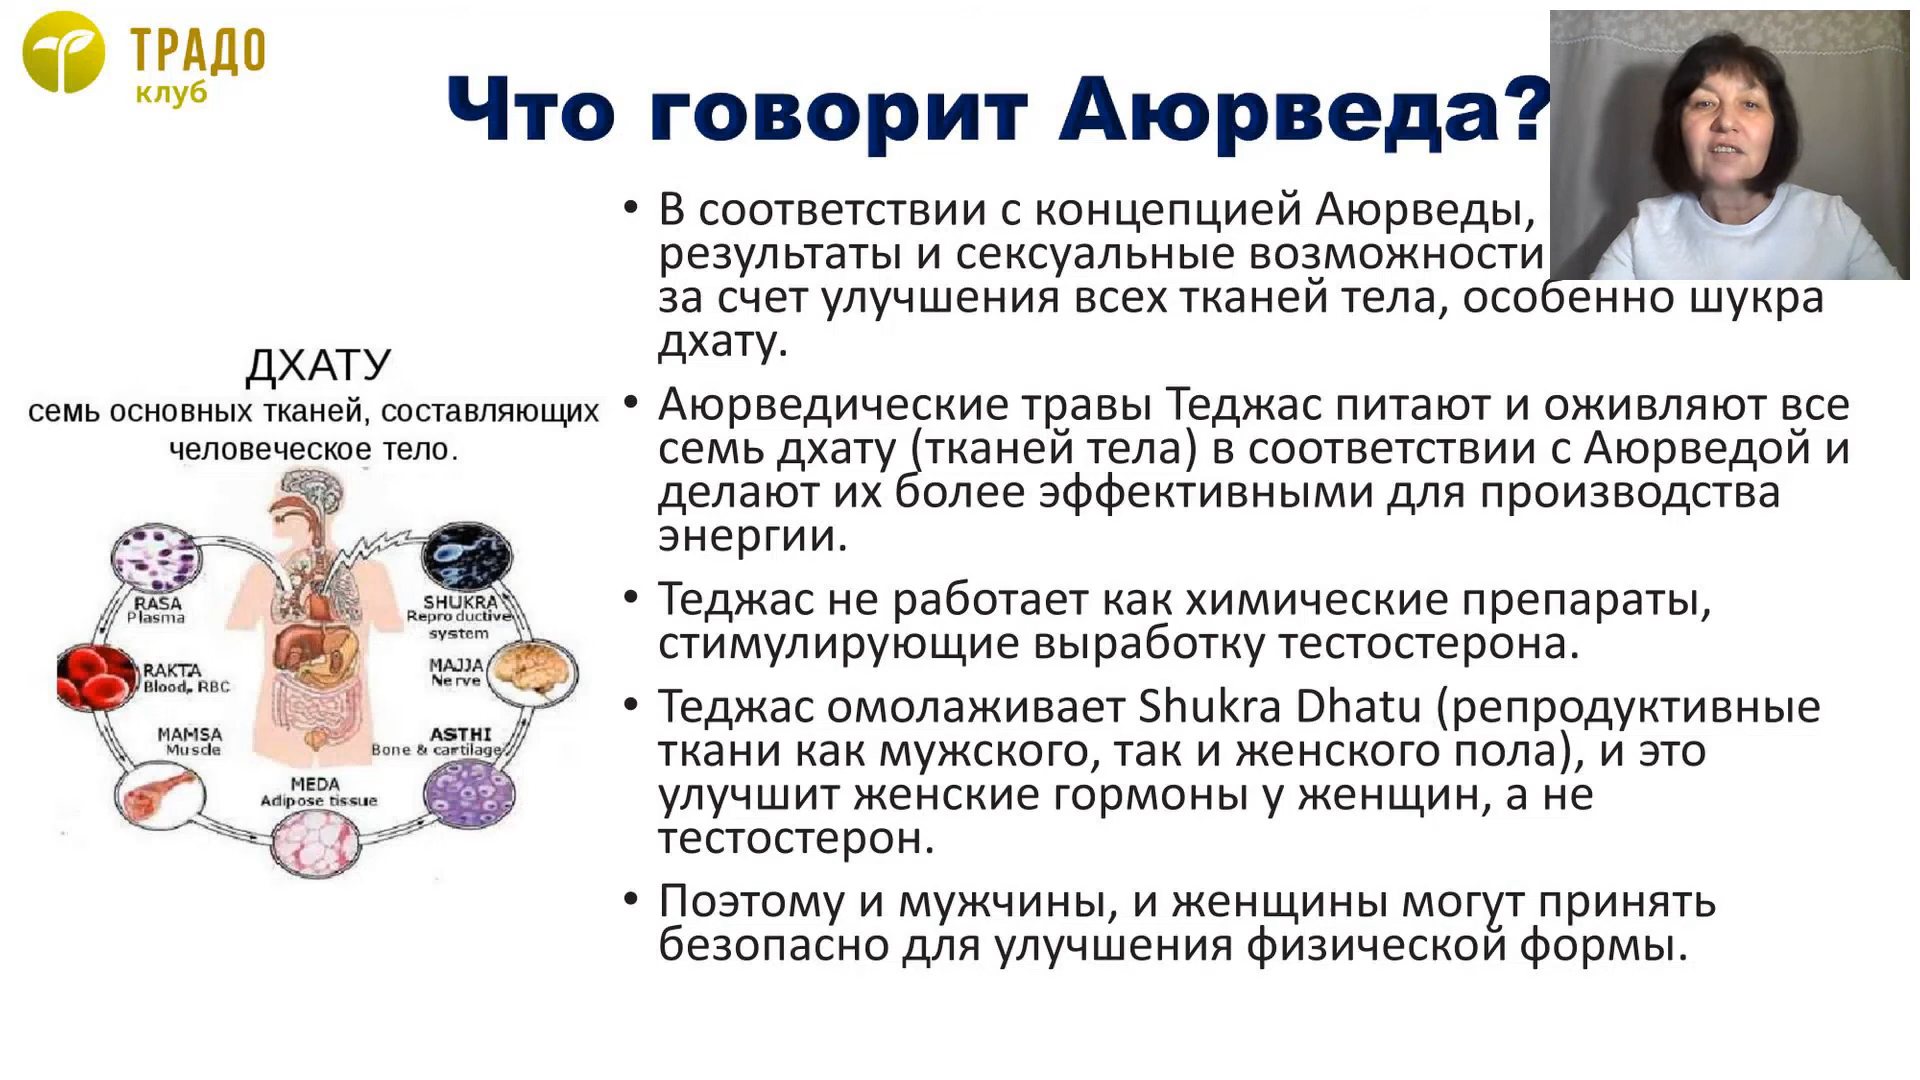 ТРАДО
клуб
Что говорит Аюрведа?
• В соответствии с концепцией Аюрведы,
результаты и сексуальные возможности
за счет улучшения всех тканей тела, особенно шукра
дхату.
• Аюрведические травы Теджас питают и оживляют все
семь дхату (тканей тела) в соответствии с Аюрведой и
делают их более эффективными для производства
энергии.
• Теджас не работает как химические препараты,
стимулирующие выработку тестостерона.
• Теджас омолаживает Shukra Dhatu (репродуктивные
ткани как мужского, так и женского пола), и это
улучшит женские гормоны у женщин, а не
тестостерон.
• Поэтому и мужчины, и женщины могут принять
безопасно для улучшения физической формы.
ДХАТУ
семь основных тканей, составляющих
человеческое тело.
RASA
Plasma
SHUKRA
Reproductive
system
RAKTA
Blood, RBC
MAJJA
Nerve
MAMSA
Muscle
ASTHI
Bone & cartilage
MEDA
Adipose tissue